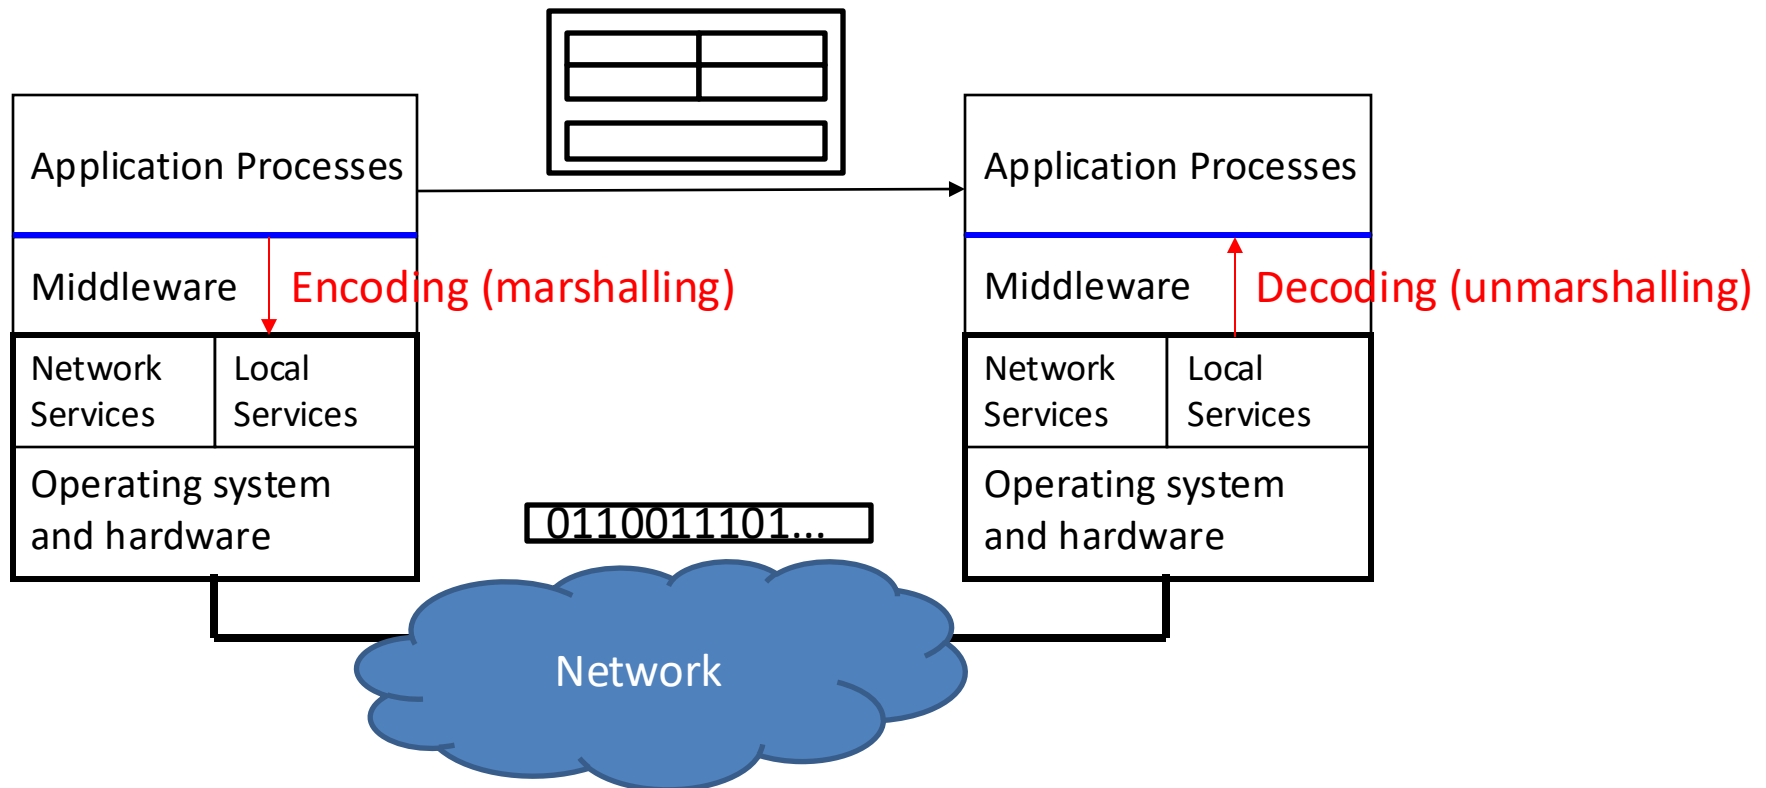 Application Processes
Middleware
Encoding (marshalling)
Network
Services
Local
Services
Operating system
and hardware
0110011101...
Network
Application Processes
Middleware
Decoding (unmarshalling)
Network
Services
Local
Services
Operating system
and hardware